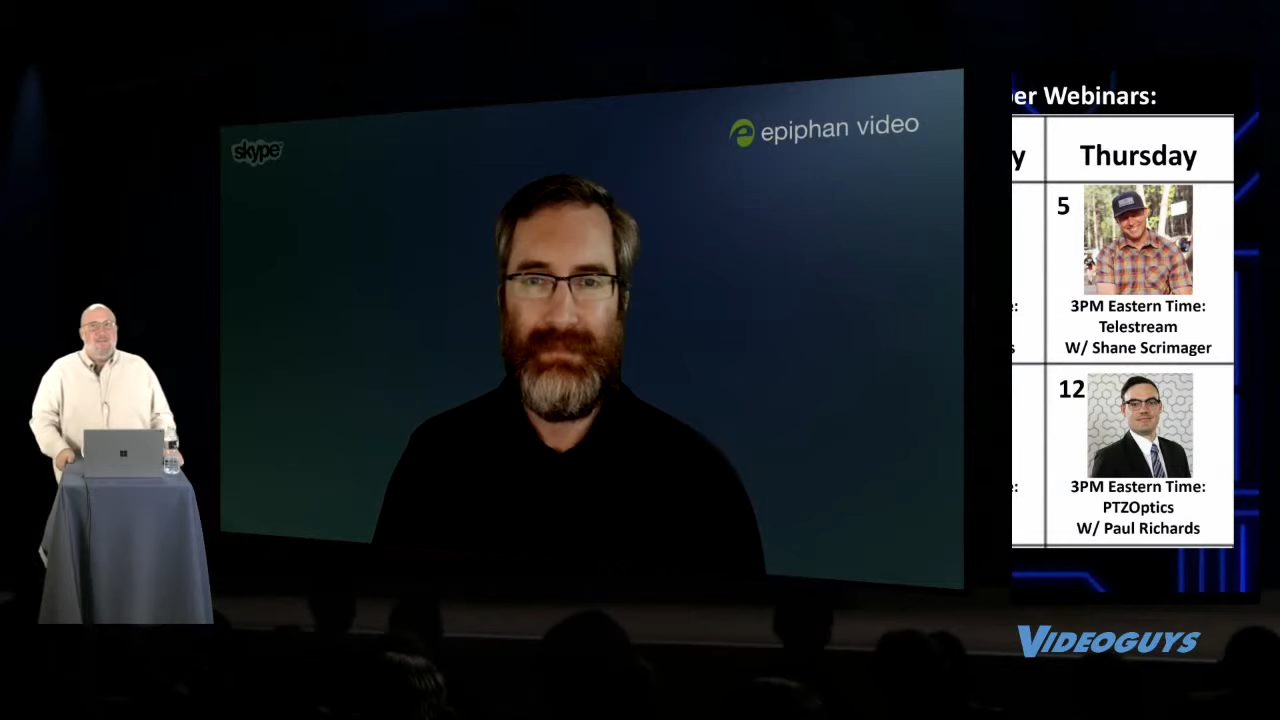 skype
epiphan video
er Webinars:
y
Thursday
5
3PM Eastern Time:
Telestream
W/ Shane Scrimager
12
3PM Eastern Time:
PTZOptics
W/ Paul Richards
VIDEOGUYS